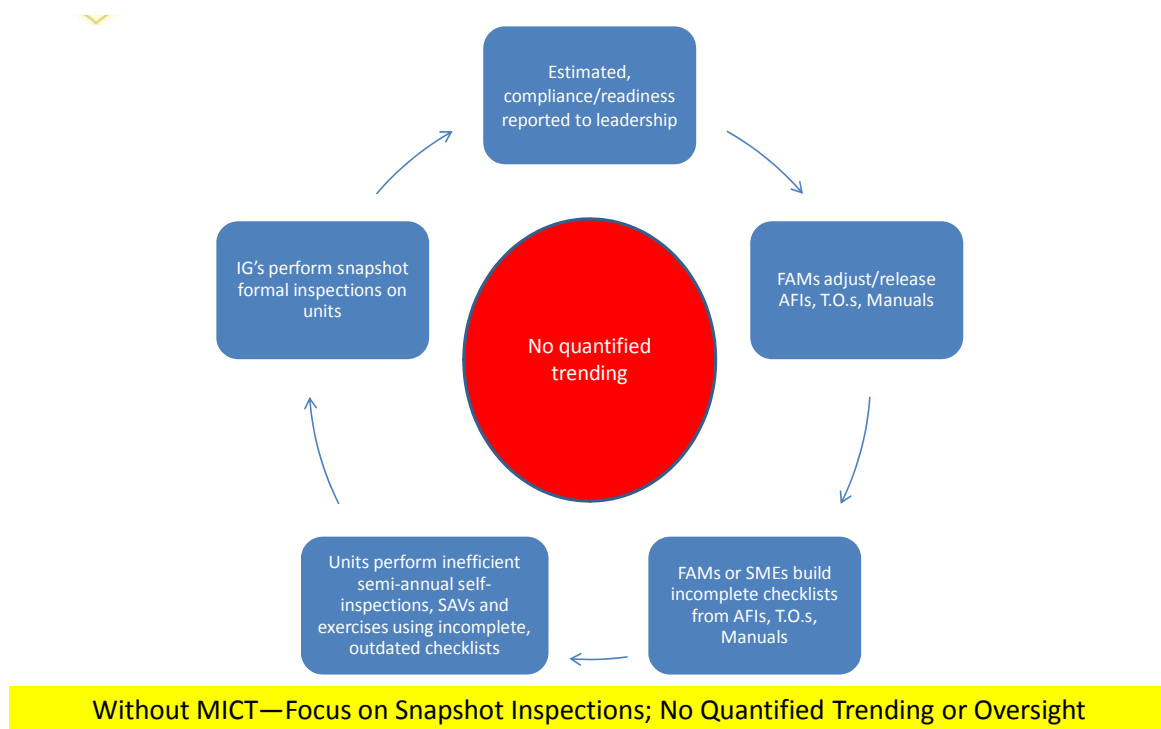 Estimated,
compliance/readiness
reported to leadership
IG's perform snapshot
formal inspections on
units
FAMs adjust/release
AFIs, T.O.s, Manuals
No quantified
trending
Units perform inefficient
semi-annual self-
inspections, SAVs and
exercises using incomplete,
outdated checklists
FAMs or SMEs build
incomplete checklists
from AFIs, T.O.s,
Manuals
Without MICT—Focus on Snapshot Inspections; No Quantified Trending or Oversight